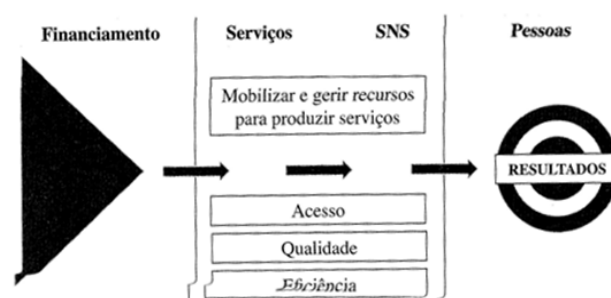 Financiamento
Serviços SNS
Pessoas
Mobilizar e gerir recursos
para produzir serviços
RESULTADOS
Acesso
Qualidade
Eficiência